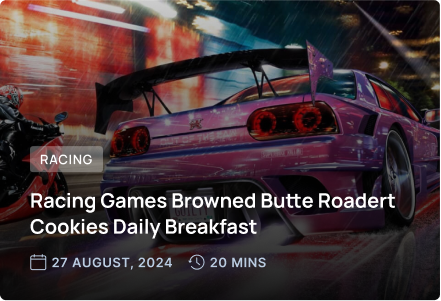 RACING
Racing Games Browned Butte Roadert
Cookies Daily Breakfast
27 AUGUST, 2024 20 MINS